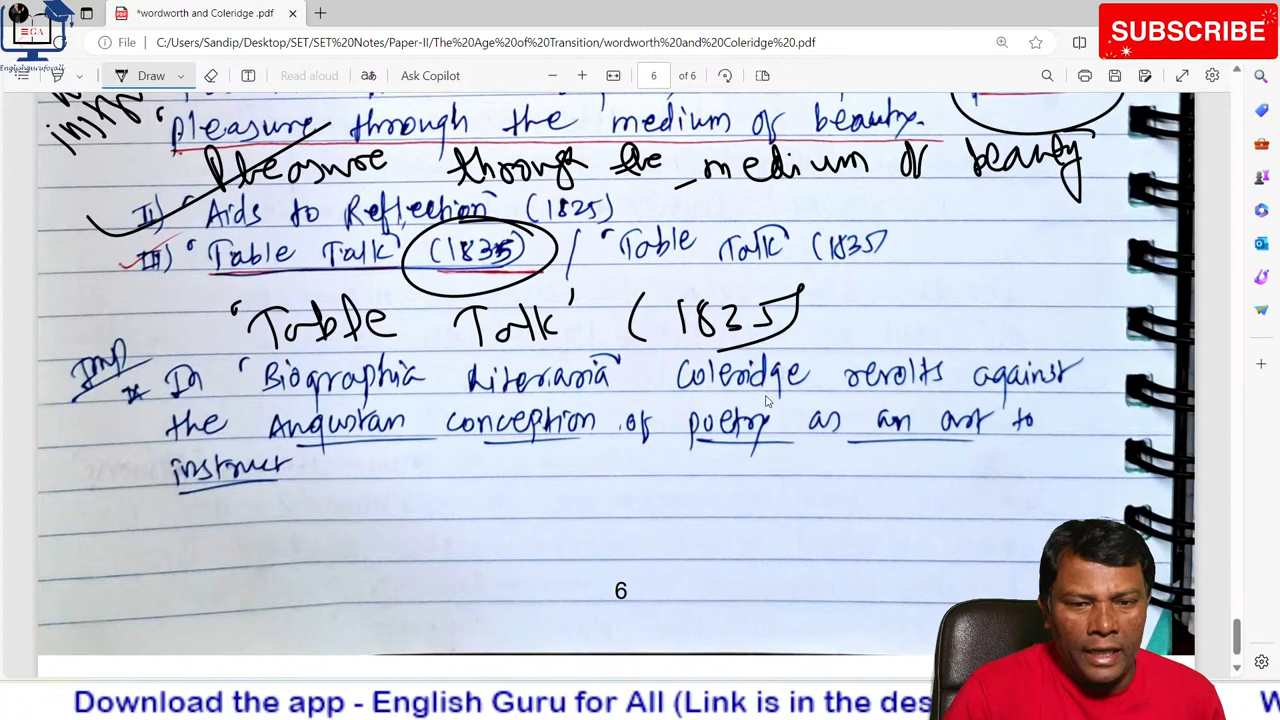 EGA
Englishguruforall
*wordworth and Coleridge .pdf
SUBSCRIBE
File C:/Users/Sandip/Desktop/SET/SET%20Notes/Paper-II/The%20Age%20of%20Transition/wordworth%20and%20Coleridge%20.pdf
Draw Read aloud Ask Copilot 6 of 6
'pleasure through the medium of beauty.
Pleasure through the medium of beauty
II) 'Aids to Reflection' (1825)
III) 'Table Talk' (1835) / 'Table Talk' (1835)
'Table Talk' (1835)
Imp
In 'Biographia Literaria' Coleridge revolts against
the Angustan conception of poetry as an art to
instruct
6
Download the app - English Guru for All (Link is in the des